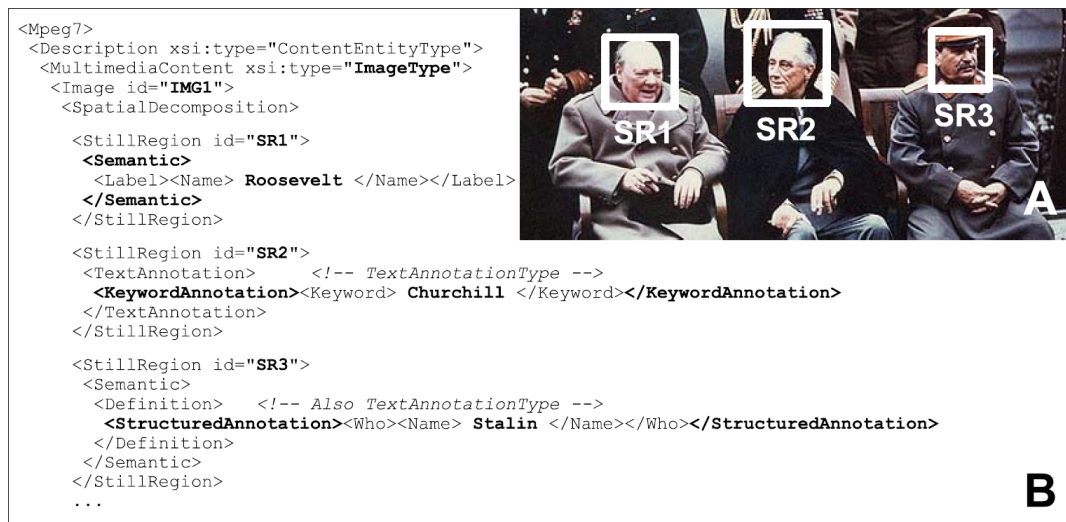 <Mpeg7>
<Description xsi:type="ContentEntityType">
<MultimediaContent xsi:type="ImageType">
<Image id="IMG1">
<SpatialDecomposition>
<StillRegion id="SR1">
<Semantic>
<Label><Name> Roosevelt </Name></Label>
</Semantic>
</StillRegion>
SR1
SR2
SR3
A
<StillRegion id="SR2">
<TextAnnotation> <!-- TextAnnotationType -->
<KeywordAnnotation><Keyword> Churchill </Keyword></KeywordAnnotation>
</TextAnnotation>
</StillRegion>
<StillRegion id="SR3">
<Semantic>
<Definition> <!-- Also TextAnnotationType -->
<StructuredAnnotation><Who><Name> Stalin </Name></Who></StructuredAnnotation>
</Definition>
</Semantic>
</StillRegion>
...
B